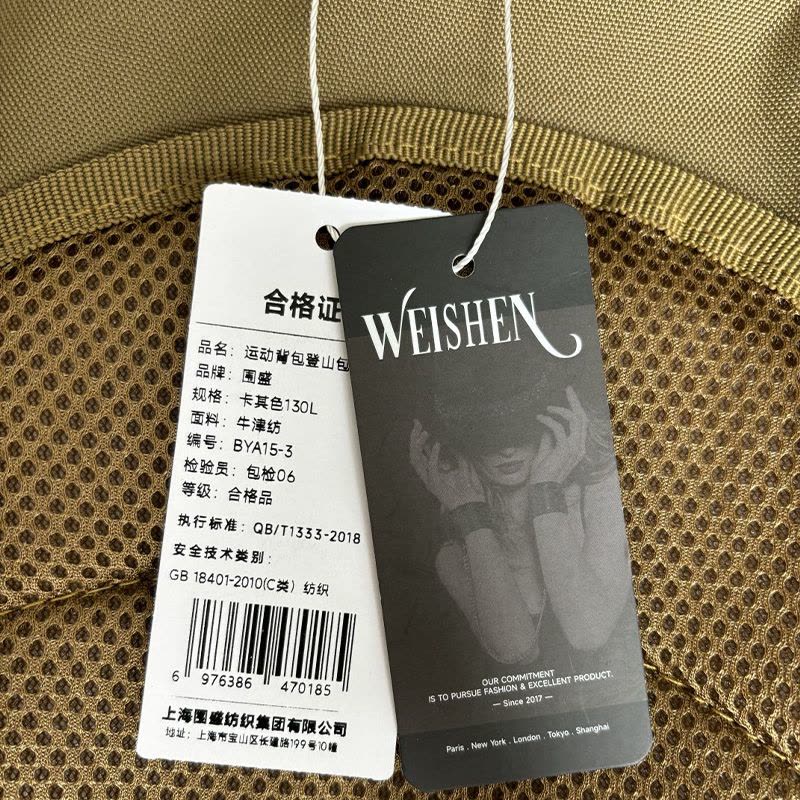 合格证
品名：运动背包登山包
品牌：围盛
规格：卡其色130L
面料：牛津纺
编号：BYA15-3
检验员：包检06
等级：合格品
执行标准：QB/T1333-2018
安全技术类别：
GB 18401-2010(C类) 纺织
6 976386 470185
上海围盛纺织集团有限公司
地址：上海市宝山区长建路199号10幢
WEISHEN
OUR COMMITMENT
IS TO PURSUE FASHION & EXCELLENT PRODUCT.
— Since 2017 —
Paris . New York . London . Tokyo . Shanghai